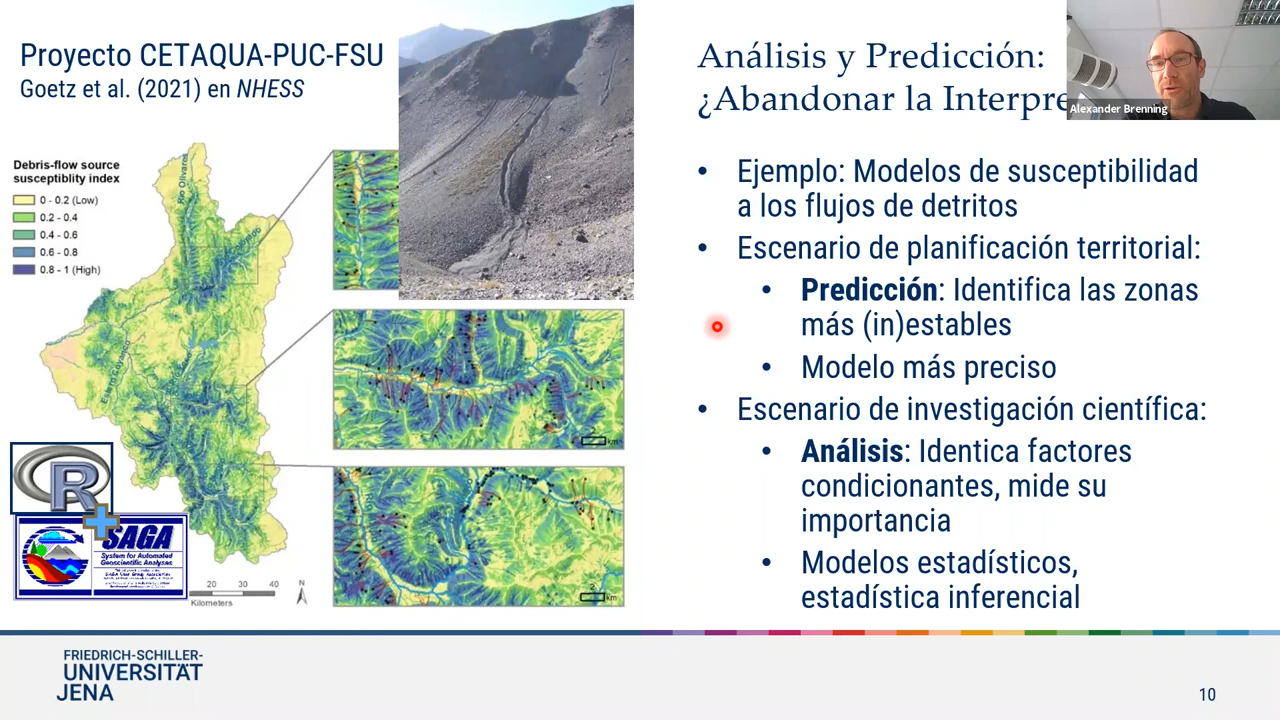 Proyecto CETAQUA-PUC-FSU
Goetz et al. (2021) en NHESS
Debris-flow source
susceptiblity index
0 - 0.2 (Low)
0.2 - 0.4
0.4 - 0.6
0.6 - 0.8
0.8 - 1 (High)
Rio Olivares
km
km
R
SAGA
System for Automated
Geoscientific Analyses
20 30 40
Kilometers
N
Análisis y Predicción:
¿Abandonar la Interpre
Alexander Brenning
• Ejemplo: Modelos de susceptibilidad
a los flujos de detritos
• Escenario de planificación territorial:
• Predicción: Identifica las zonas
más (in)estables
• Modelo más preciso
• Escenario de investigación científica:
• Análisis: Identica factores
condicionantes, mide su
importancia
• Modelos estadísticos,
estadística inferencial
FRIEDRICH-SCHILLER-
UNIVERSITÄT
JENA
10